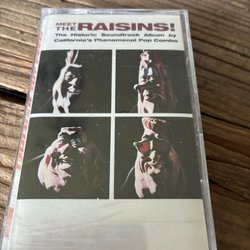 MEET
THE RAISINS!
The Historic Soundtrack Album by
California's Phenomenal Pop Combo